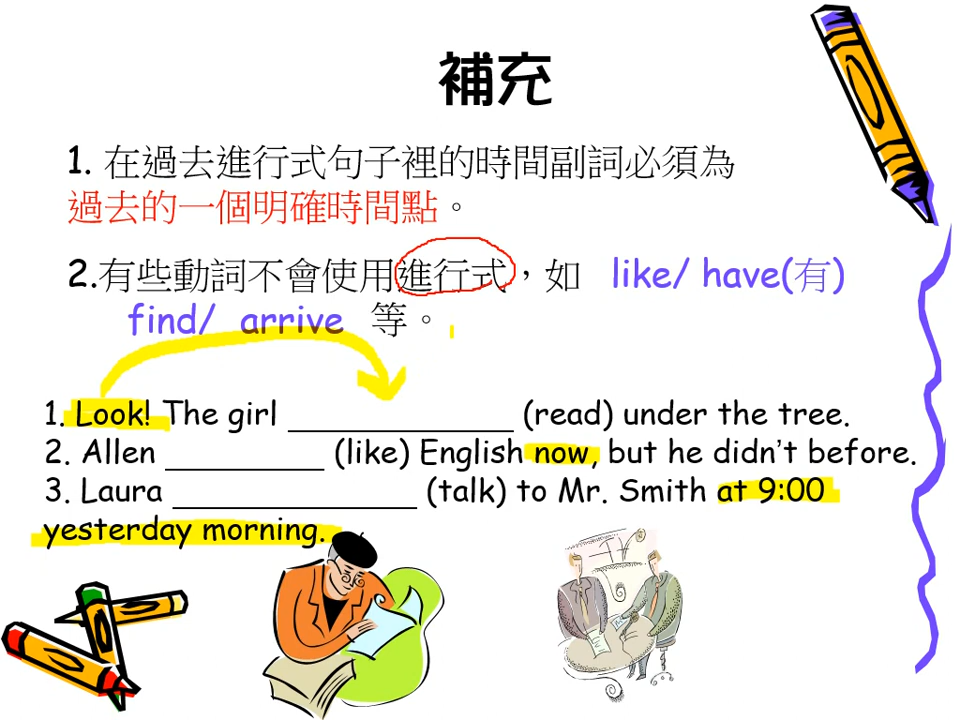 補充
1. 在過去進行式句子裡的時間副詞必須為
過去的一個明確時間點。
2.有些動詞不會使用進行式，如 like/ have(有)
find/ arrive 等。
1. Look! The girl _____________ (read) under the tree.
2. Allen _________ (like) English now, but he didn't before.
3. Laura ______________ (talk) to Mr. Smith at 9:00
yesterday morning.